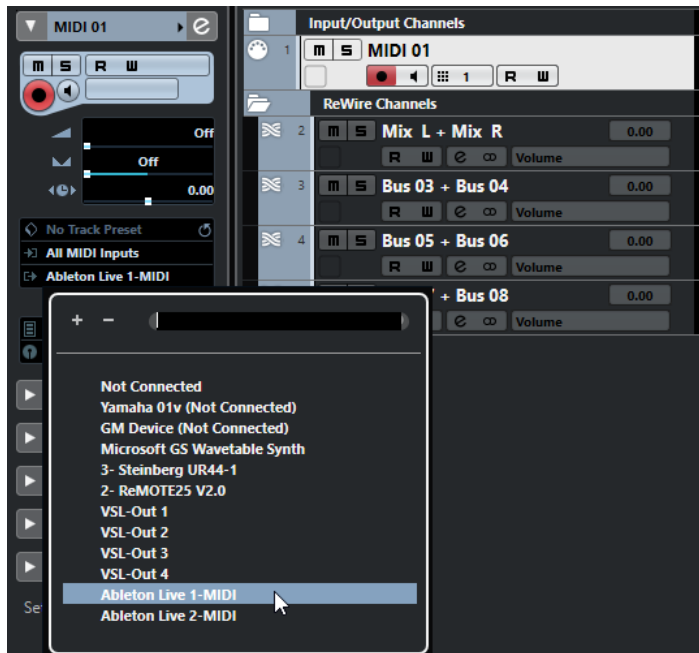 MIDI 01
e
m S R W
Off
Off
0.00
No Track Preset
All MIDI Inputs
Ableton Live 1-MIDI
Input/Output Channels
1 m S MIDI 01
1 R W
ReWire Channels
2 m S Mix L + Mix R 0.00
R W e Volume
3 m S Bus 03 + Bus 04 0.00
R W e Volume
4 m S Bus 05 + Bus 06 0.00
R W e Volume
+ Bus 08 0.00
e Volume
+ −
Not Connected
Yamaha 01v (Not Connected)
GM Device (Not Connected)
Microsoft GS Wavetable Synth
3- Steinberg UR44-1
2- ReMOTE25 V2.0
VSL-Out 1
VSL-Out 2
VSL-Out 3
VSL-Out 4
Ableton Live 1-MIDI
Ableton Live 2-MIDI